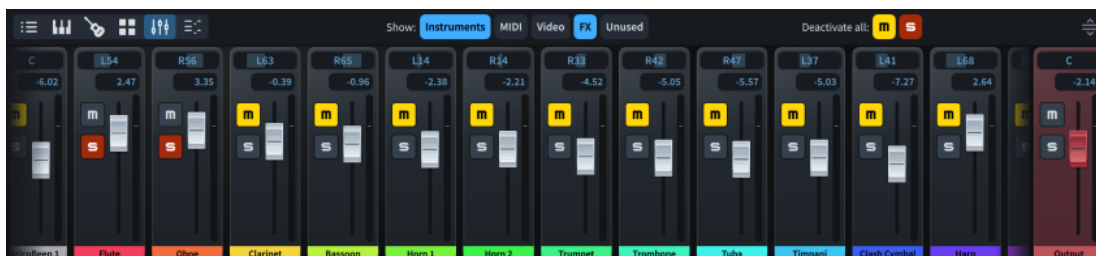 Show: Instruments MIDI Video FX Unused Deactivate all: m S
C L54 R56 L63 R65 L14 R14 R33 R42 R47 L37 L41 L68 C
-6.02 2.47 3.35 -0.39 -0.96 -2.38 -2.21 -4.52 -5.05 -5.57 -5.03 -7.27 2.64 -2.14
m m m m m m m m m m m m m m
S S S S S S S S S S S S S S
Flute Oboe Clarinet Bassoon Horn 1 Horn 2 Trumpet Trombone Tuba Timpani Clash Cymbal Harp Output